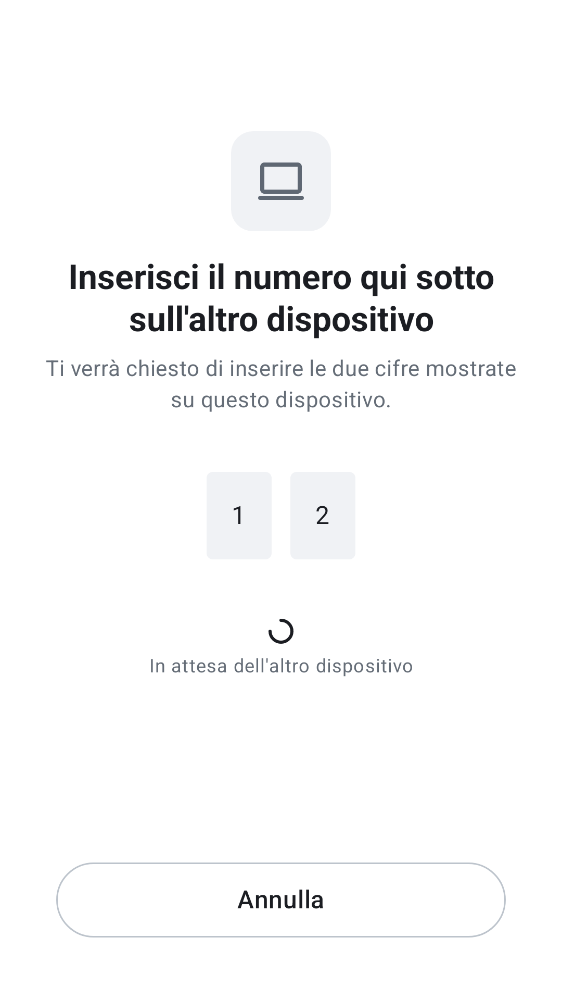 Inserisci il numero qui sotto
sull'altro dispositivo
Ti verrà chiesto di inserire le due cifre mostrate
su questo dispositivo.
1 2
In attesa dell'altro dispositivo
Annulla